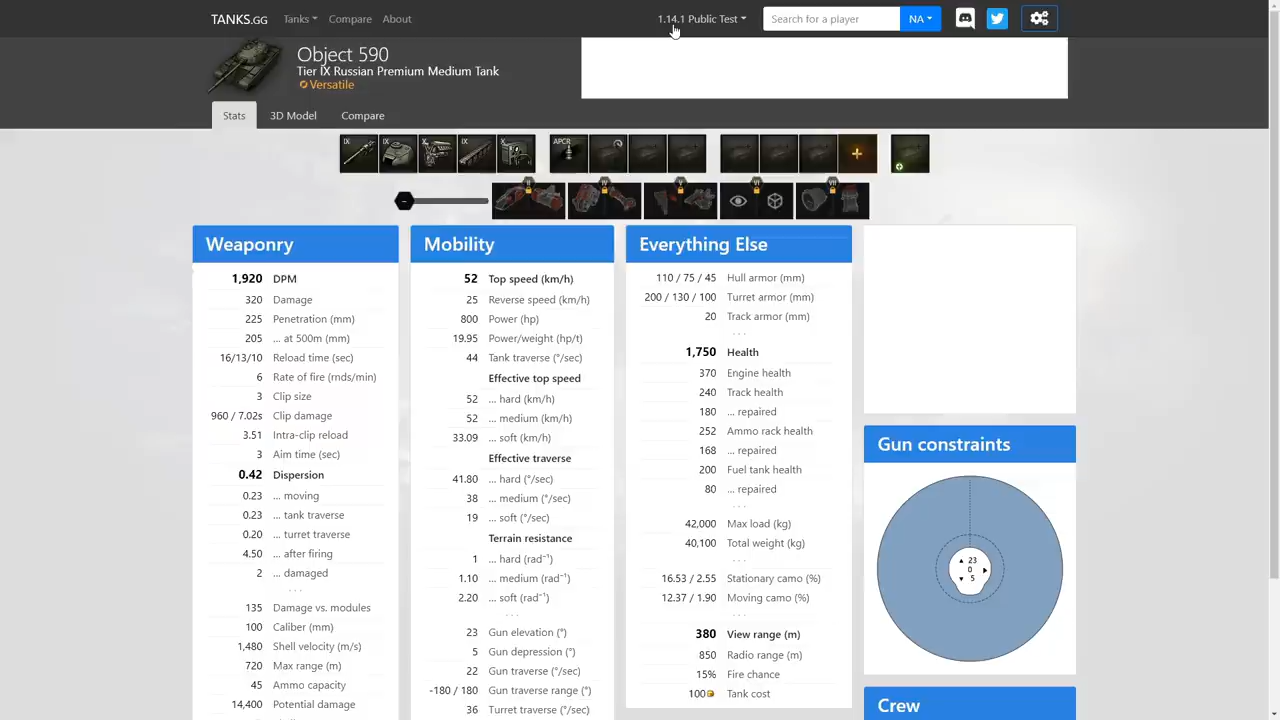 TANKS.GG Tanks Compare About 1.14.1 Public Test Search for a player NA
Object 590
Tier IX Russian Premium Medium Tank
Versatile
Stats 3D Model Compare
IX IX X IX X APCR
II IV V VI VII
Weaponry
1,920 DPM
320 Damage
225 Penetration (mm)
205 ... at 500m (mm)
16/13/10 Reload time (sec)
6 Rate of fire (rnds/min)
3 Clip size
960 / 7.02s Clip damage
3.51 Intra-clip reload
3 Aim time (sec)
0.42 Dispersion
0.23 ... moving
0.23 ... tank traverse
0.20 ... turret traverse
4.50 ... after firing
2 ... damaged
. . .
135 Damage vs. modules
100 Caliber (mm)
1,480 Shell velocity (m/s)
720 Max range (m)
45 Ammo capacity
14,400 Potential damage
Mobility
52 Top speed (km/h)
25 Reverse speed (km/h)
800 Power (hp)
19.95 Power/weight (hp/t)
44 Tank traverse (°/sec)
Effective top speed
52 ... hard (km/h)
52 ... medium (km/h)
33.09 ... soft (km/h)
Effective traverse
41.80 ... hard (°/sec)
38 ... medium (°/sec)
19 ... soft (°/sec)
Terrain resistance
1 ... hard (rad⁻¹)
1.10 ... medium (rad⁻¹)
2.20 ... soft (rad⁻¹)
. . . .
23 Gun elevation (°)
5 Gun depression (°)
22 Gun traverse (°/sec)
-180 / 180 Gun traverse range (°)
36 Turret traverse (°/sec)
Everything Else
110 / 75 / 45 Hull armor (mm)
200 / 130 / 100 Turret armor (mm)
20 Track armor (mm)
. . .
1,750 Health
370 Engine health
240 Track health
180 ... repaired
252 Ammo rack health
168 ... repaired
200 Fuel tank health
80 ... repaired
. . .
42,000 Max load (kg)
40,100 Total weight (kg)
. . .
16.53 / 2.55 Stationary camo (%)
12.37 / 1.90 Moving camo (%)
. . .
380 View range (m)
850 Radio range (m)
15% Fire chance
100 Tank cost
Gun constraints
23
0
5
Crew